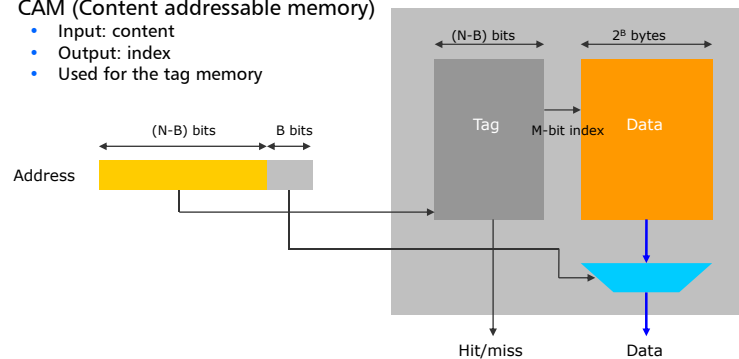 CAM (Content addressable memory)
• Input: content
• Output: index
• Used for the tag memory
(N-B) bits
2ᴮ bytes
Tag
M-bit index
Data
(N-B) bits
B bits
Address
Hit/miss
Data